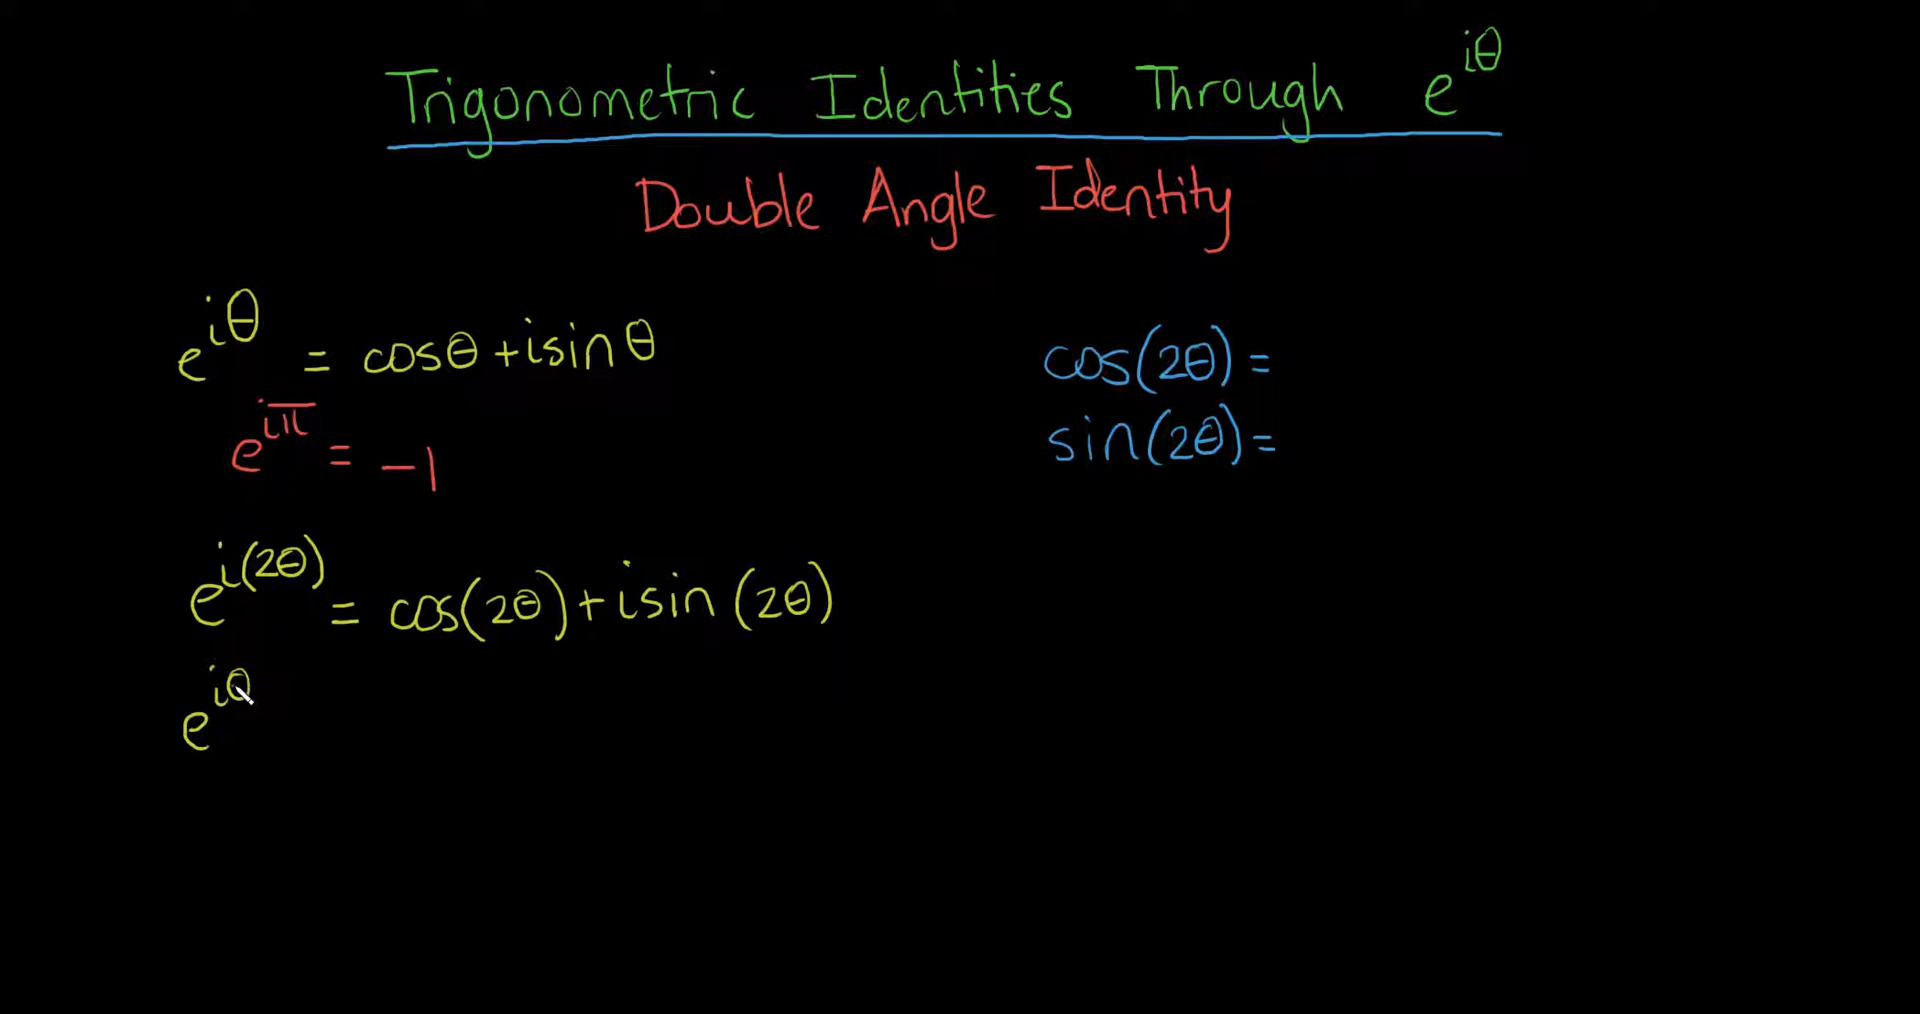 Trigonometric Identities Through e^{iθ}
Double Angle Identity
e^{iθ} = cosθ + isinθ
e^{iπ} = -1
cos(2θ) =
sin(2θ) =
e^{i(2θ)} = cos(2θ) + isin(2θ)
e^{iθ}